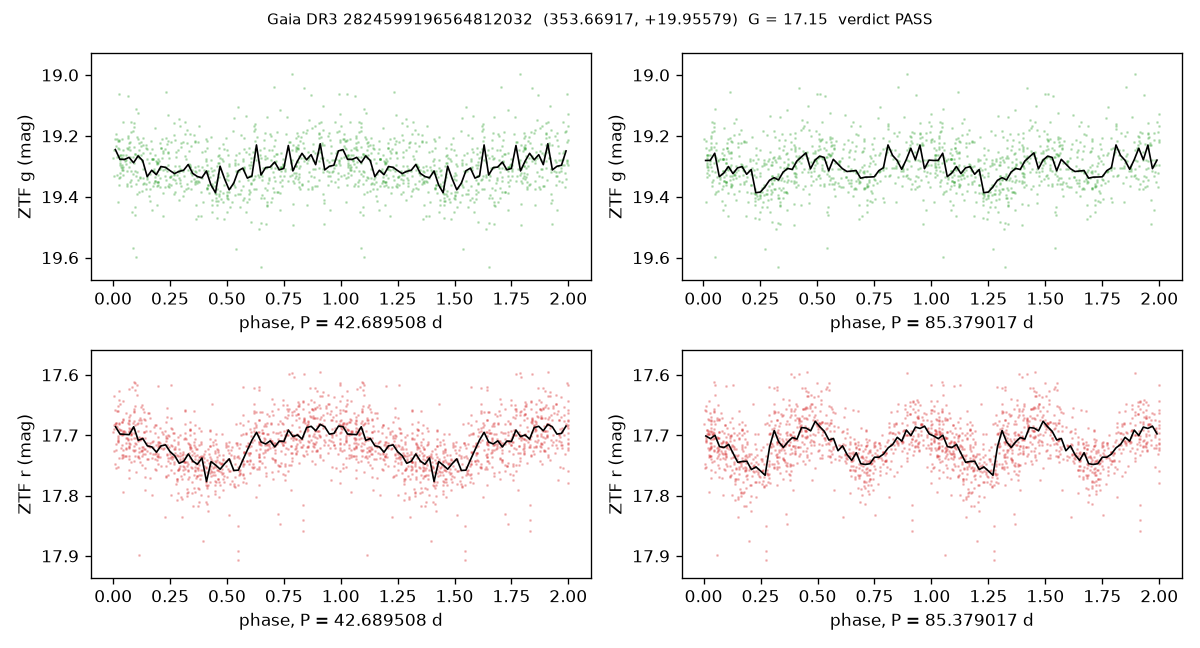 Gaia DR3 2824599196564812032 (353.66917, +19.95579) G = 17.15 verdict PASS
ZTF g (mag)
19.0
19.2
19.4
19.6
0.00 0.25 0.50 0.75 1.00 1.25 1.50 1.75 2.00
phase, P = 42.689508 d
ZTF g (mag)
19.0
19.2
19.4
19.6
0.00 0.25 0.50 0.75 1.00 1.25 1.50 1.75 2.00
phase, P = 85.379017 d
ZTF r (mag)
17.6
17.7
17.8
17.9
0.00 0.25 0.50 0.75 1.00 1.25 1.50 1.75 2.00
phase, P = 42.689508 d
ZTF r (mag)
17.6
17.7
17.8
17.9
0.00 0.25 0.50 0.75 1.00 1.25 1.50 1.75 2.00
phase, P = 85.379017 d